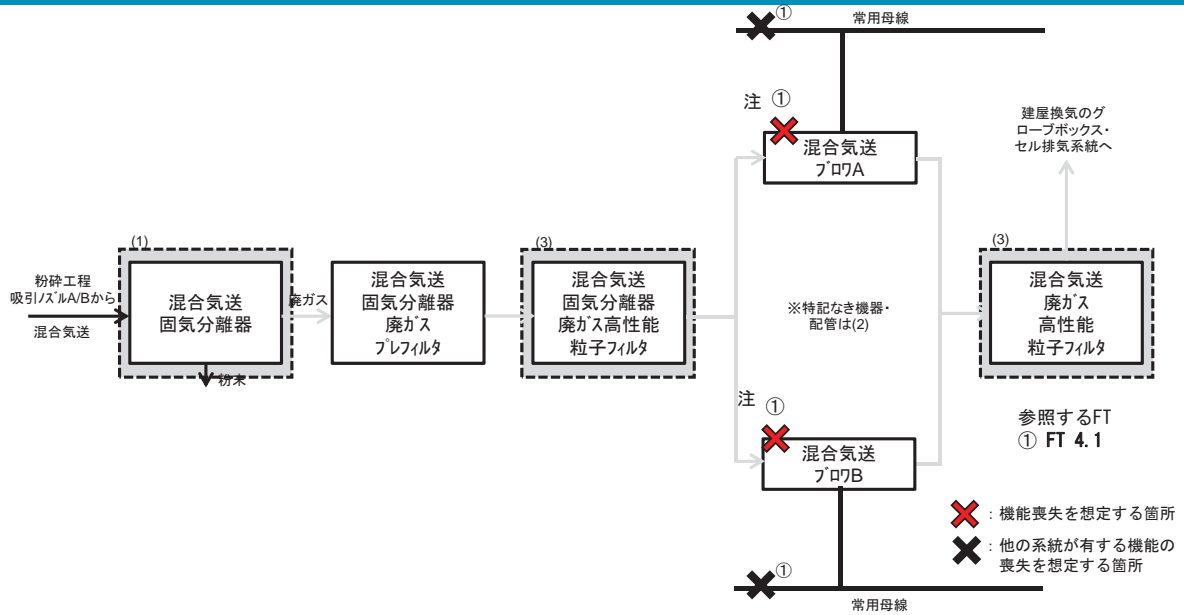 ①
常用母線
注 ①
混合気送
ブロワA
建屋換気のグ
ローブボックス・
セル排気系統へ
(1)
粉砕工程
吸引ノズルA/Bから
混合気送
混合気送
固気分離器
粉末
廃ガス
混合気送
固気分離器
廃ガス
プレフィルタ
(3)
混合気送
固気分離器
廃ガス高性能
粒子フィルタ
※特記なき機器・
配管は(2)
(3)
混合気送
廃ガス
高性能
粒子フィルタ
注 ①
混合気送
ブロワB
参照するFT
① FT 4.1
：機能喪失を想定する箇所
：他の系統が有する機能の
喪失を想定する箇所
①
常用母線